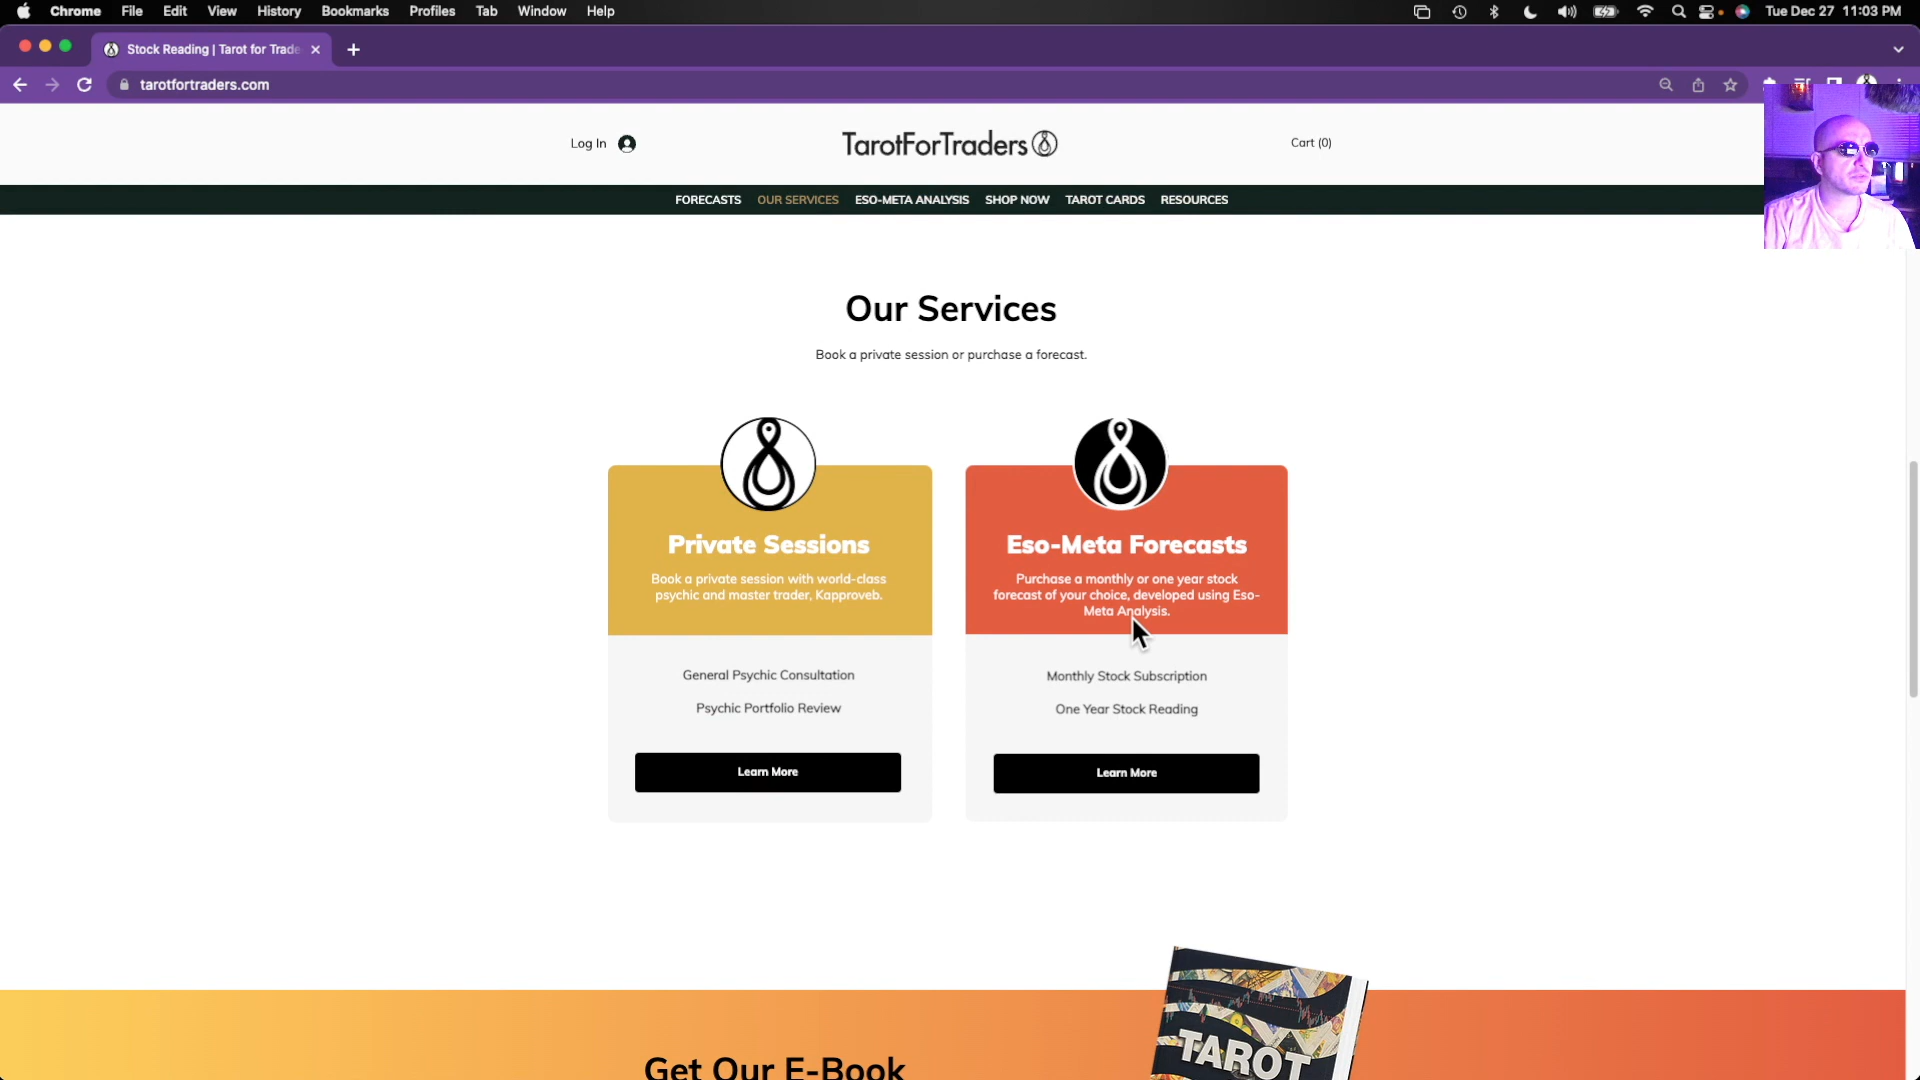 Chrome File Edit View History Bookmarks Profiles Tab Window Help Tue Dec 27 11:03 PM
Stock Reading | Tarot for Trade
tarotfortraders.com
Log In TarotForTraders Cart (0)
FORECASTS OUR SERVICES ESO-META ANALYSIS SHOP NOW TAROT CARDS RESOURCES
Our Services
Book a private session or purchase a forecast.
Private Sessions
Book a private session with world-class
psychic and master trader, Kapproveb.
General Psychic Consultation
Psychic Portfolio Review
Learn More
Eso-Meta Forecasts
Purchase a monthly or one year stock
forecast of your choice, developed using Eso-
Meta Analysis.
Monthly Stock Subscription
One Year Stock Reading
Learn More
Get Our E-Book
TAROT